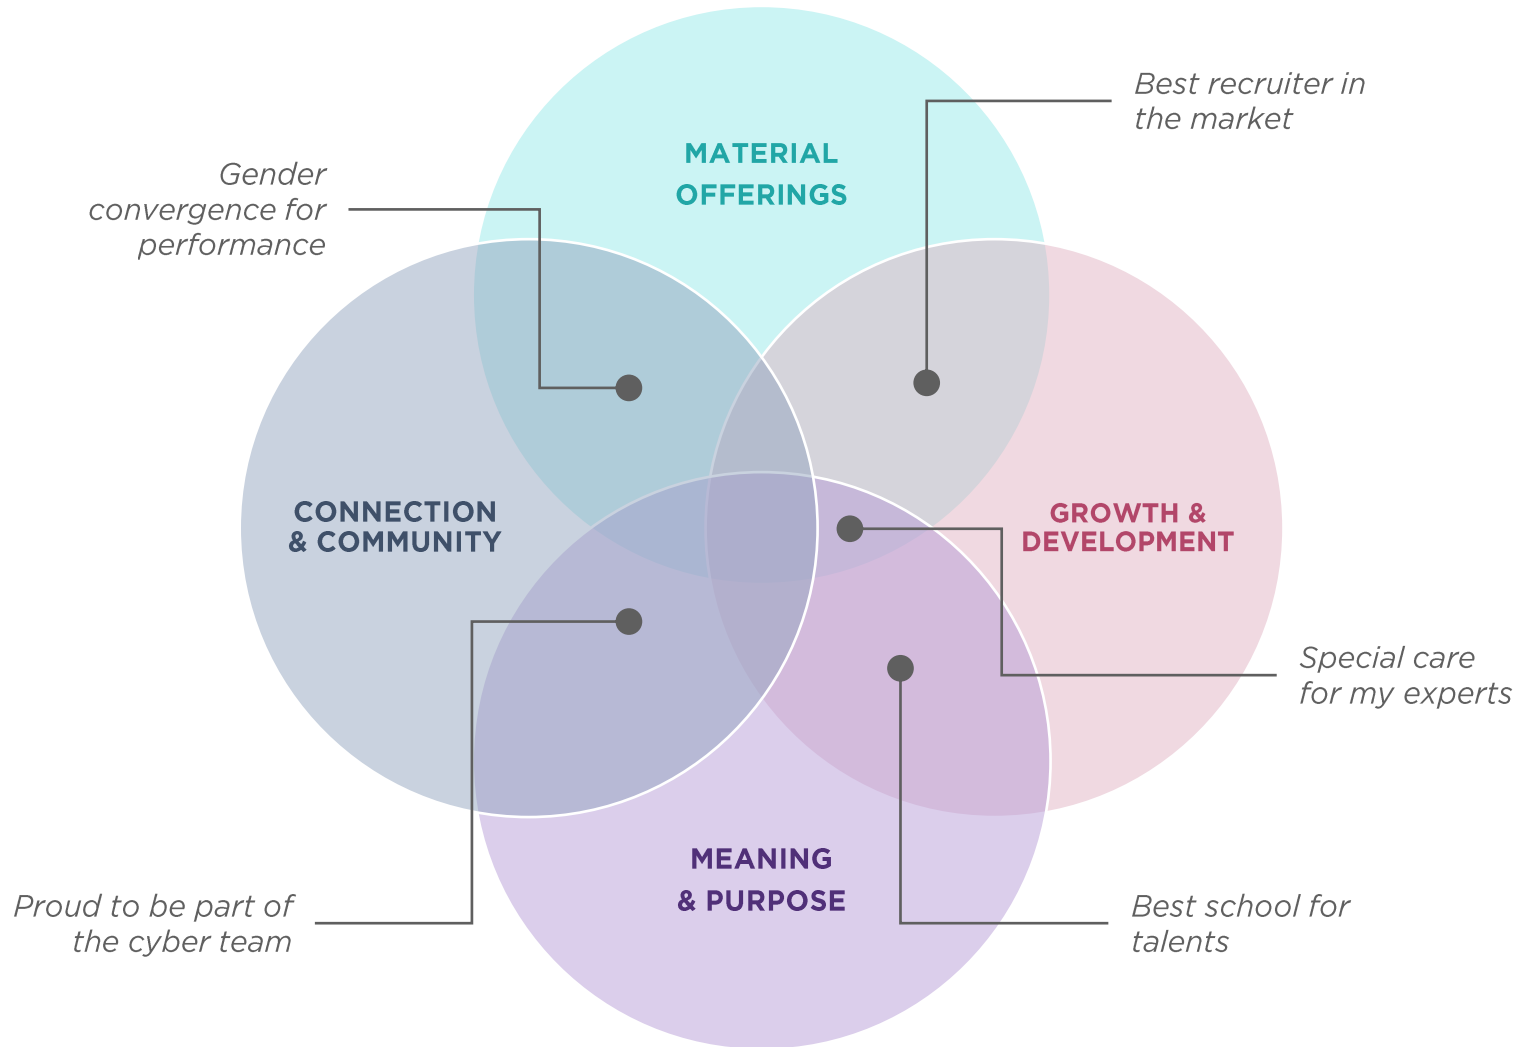 Best recruiter in
the market
MATERIAL
OFFERINGS
Gender
convergence for
performance
CONNECTION
& COMMUNITY
GROWTH &
DEVELOPMENT
Special care
for my experts
MEANING
& PURPOSE
Proud to be part of
the cyber team
Best school for
talents